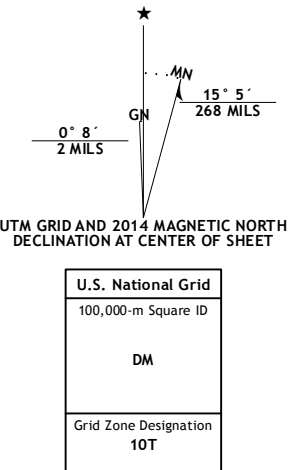 MN
GN
15° 5´
268 MILS
0° 8´
2 MILS
UTM GRID AND 2014 MAGNETIC NORTH
DECLINATION AT CENTER OF SHEET
U.S. National Grid
100,000-m Square ID
DM
Grid Zone Designation
10T